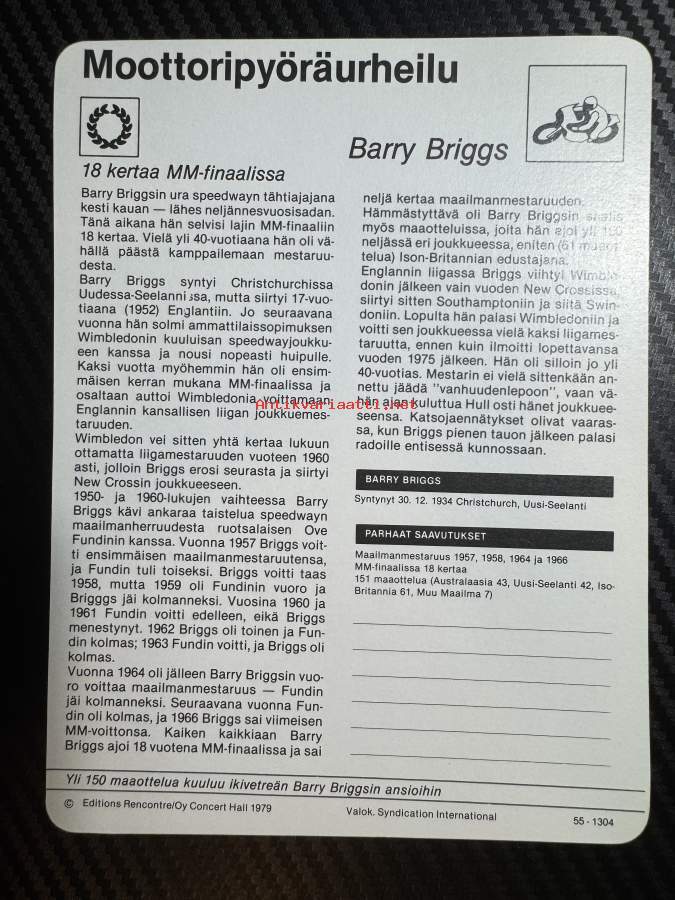 Moottoripyöräurheilu
Barry Briggs
18 kertaa MM-finaalissa
Barry Briggsin ura speedwayn tähtiajajana
kesti kauan — lähes neljännesvuosisadan.
Tänä aikana hän selvisi lajin MM-finaaliin
18 kertaa. Vielä yli 40-vuotiaana hän oli vä-
hällä päästä kamppailemaan mestaruu-
desta.
Barry Briggs syntyi Christchurchissa
Uudessa-Seelannissa, mutta siirtyi 17-vuo-
tiaana (1952) Englantiin. Jo seuraavana
vuonna hän solmi ammattilaissopimuksen
Wimbledonin kuuluisan speedwayjoukku-
een kanssa ja nousi nopeasti huipulle.
Kaksi vuotta myöhemmin hän oli ensim-
mäisen kerran mukana MM-finaalissa ja
osaltaan auttoi Wimbledonia voittamaan
Englannin kansallisen liigan joukkuemes-
taruuden.
Wimbledon vei sitten yhtä kertaa lukuun
ottamatta liigamestaruuden vuoteen 1960
asti, jolloin Briggs erosi seurasta ja siirtyi
New Crossin joukkueeseen.
1950- ja 1960-lukujen vaihteessa Barry
Briggs kävi ankaraa taistelua speedwayn
maailmanherruudesta ruotsalaisen Ove
Fundinin kanssa. Vuonna 1957 Briggs voit-
ti ensimmäisen maailmanmestaruutensa,
ja Fundin tuli toiseksi. Briggs voitti taas
1958, mutta 1959 oli Fundinin vuoro ja
Brigggs jäi kolmanneksi. Vuosina 1960 ja
1961 Fundin voitti edelleen, eikä Briggs
menestynyt. 1962 Briggs oli toinen ja Fun-
din kolmas; 1963 Fundin voitti, ja Briggs oli
kolmas.
Vuonna 1964 oli jälleen Barry Briggsin vuo-
ro voittaa maailmanmestaruus — Fundin
jäi kolmanneksi. Seuraavana vuonna Fun-
din oli kolmas, ja 1966 Briggs sai viimeisen
MM-voittonsa. Kaiken kaikkiaan Barry
Briggs ajoi 18 vuotena MM-finaalissa ja sai
neljä kertaa maailmanmestaruuden.
Hämmästyttävä oli Barry Briggsin
myös maaotteluissa, joita hän ajoi yli 150
neljässä eri joukkueessa, eniten (61 maaot-
telua) Ison-Britannian edustajana.
Englannin liigassa Briggs viihtyi Wimble-
donin jälkeen vain vuoden New Crossissa,
siirtyi sitten Southamptoniin ja siitä Swin-
doniin. Lopulta hän palasi Wimbledoniin ja
voitti sen joukkueessa vielä kaksi liigames-
taruutta, ennen kuin ilmoitti lopettavansa
vuoden 1975 jälkeen. Hän oli silloin jo yli
40-vuotias. Mestarin ei vielä sittenkään an-
nettu jäädä "vanhuudenlepoon", vaan vä-
hän ajan kuluttua Hull osti hänet joukkuee-
seensa. Katsojaennätykset olivat vaaras-
sa, kun Briggs pienen tauon jälkeen palasi
radoille entisessä kunnossaan.
Antikvariaatti.net
BARRY BRIGGS
Syntynyt 30. 12. 1934 Christchurch, Uusi-Seelanti
PARHAAT SAAVUTUKSET
Maailmanmestaruus 1957, 1958, 1964 ja 1966
MM-finaalissa 18 kertaa
151 maaottelua (Australaasia 43, Uusi-Seelanti 42, Iso-
Britannia 61, Muu Maailma 7)
Yli 150 maaottelua kuuluu ikivetreän Barry Briggsin ansioihin
© Editions Rencontre/Oy Concert Hall 1979
Valok. Syndication International
55 - 1304